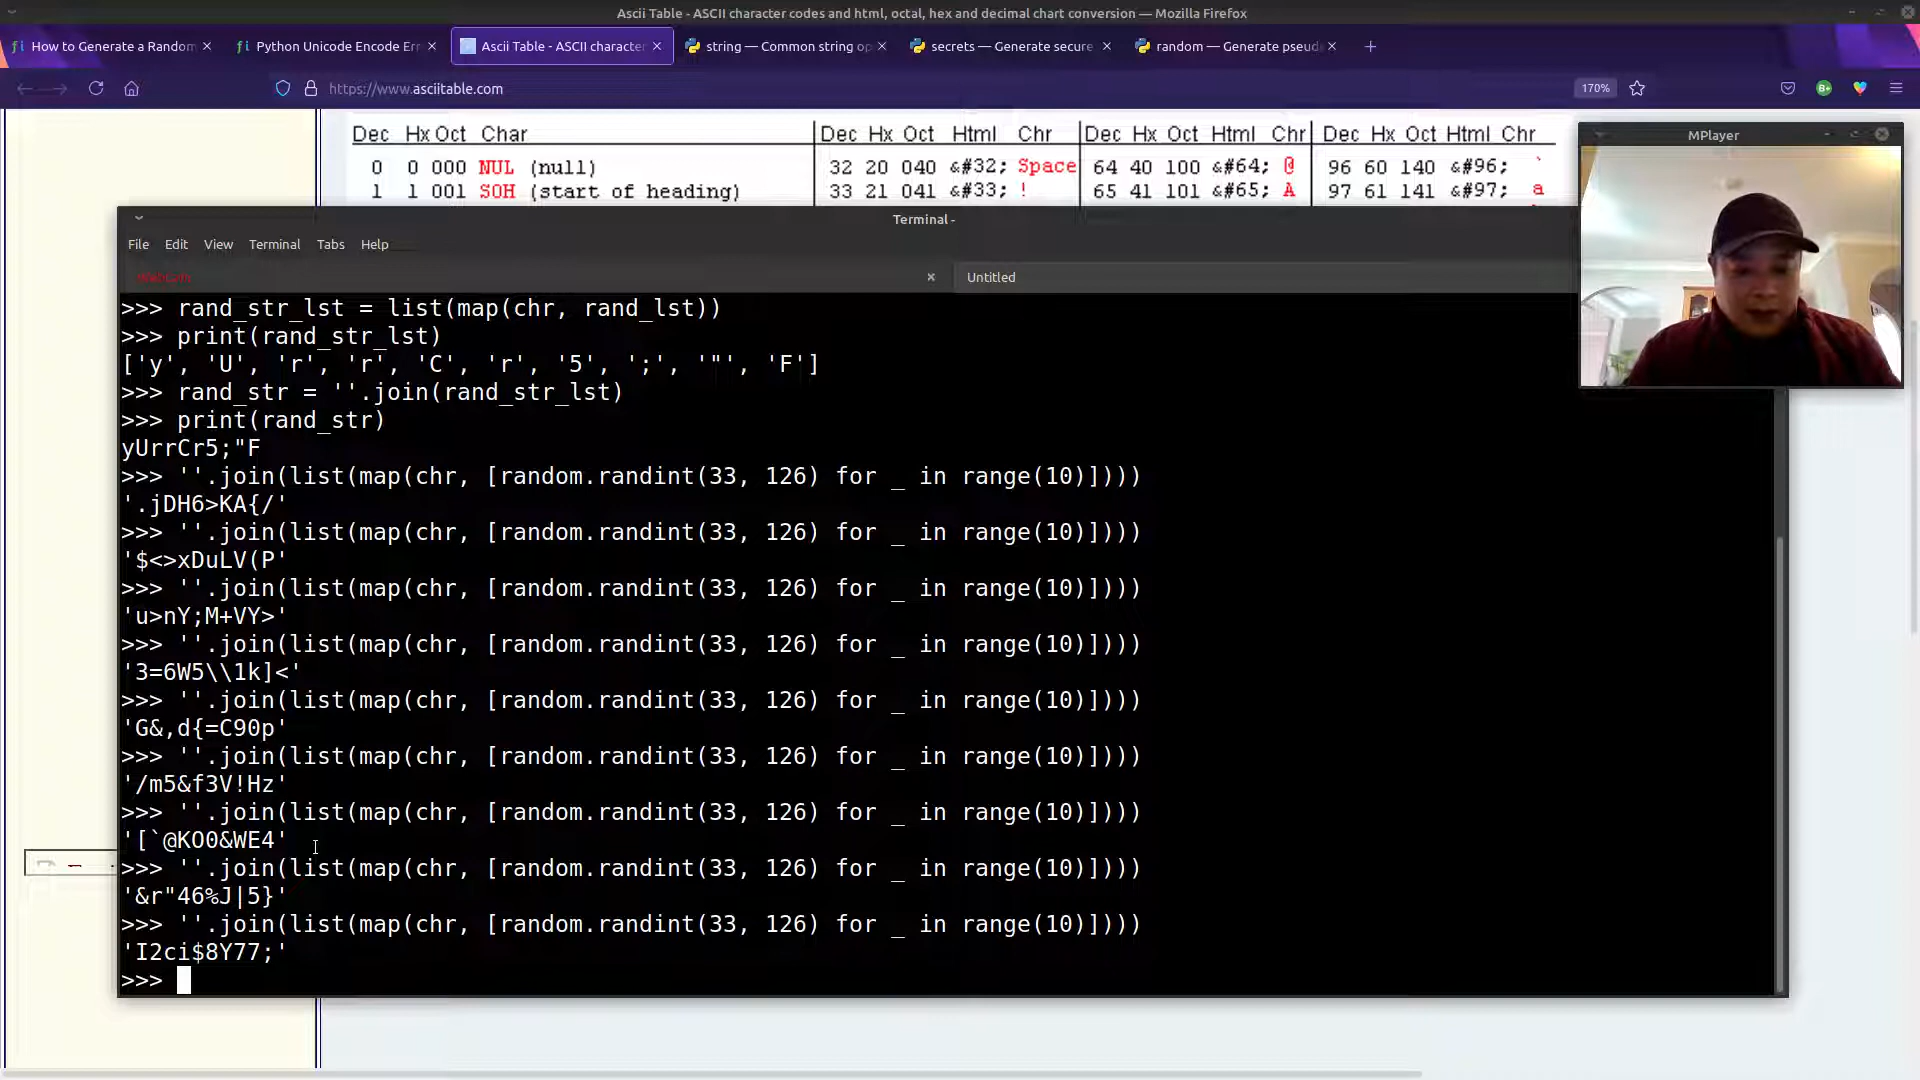 Ascii Table - ASCII character codes and html, octal, hex and decimal chart conversion — Mozilla Firefox
How to Generate a Random
Python Unicode Encode Err
Ascii Table - ASCII character
string — Common string op
secrets — Generate secure
random — Generate pseud
https://www.asciitable.com
170%
Dec Hx Oct Char
Dec Hx Oct Html Chr
Dec Hx Oct Html Chr
Dec Hx Oct Html Chr
0 0 000 NUL (null)
32 20 040 &#32; Space
64 40 100 &#64; @
96 60 140 &#96; `
1 1 001 SOH (start of heading)
33 21 041 &#33; !
65 41 101 &#65; A
97 61 141 &#97; a
MPlayer
Terminal -
File Edit View Terminal Tabs Help
Untitled
>>> rand_str_lst = list(map(chr, rand_lst))
>>> print(rand_str_lst)
['y', 'U', 'r', 'r', 'C', 'r', '5', ';', '"', 'F']
>>> rand_str = ''.join(rand_str_lst)
>>> print(rand_str)
yUrrCr5;"F
>>> ''.join(list(map(chr, [random.randint(33, 126) for _ in range(10)])))
'.jDH6>KA{/'
>>> ''.join(list(map(chr, [random.randint(33, 126) for _ in range(10)])))
'$<>xDuLV(P'
>>> ''.join(list(map(chr, [random.randint(33, 126) for _ in range(10)])))
'u>nY;M+VY>'
>>> ''.join(list(map(chr, [random.randint(33, 126) for _ in range(10)])))
'3=6W5\\1k]<'
>>> ''.join(list(map(chr, [random.randint(33, 126) for _ in range(10)])))
'G&,d{=C90p'
>>> ''.join(list(map(chr, [random.randint(33, 126) for _ in range(10)])))
'/m5&f3V!Hz'
>>> ''.join(list(map(chr, [random.randint(33, 126) for _ in range(10)])))
'[`@KO0&WE4'
>>> ''.join(list(map(chr, [random.randint(33, 126) for _ in range(10)])))
'&r"46%J|5}'
>>> ''.join(list(map(chr, [random.randint(33, 126) for _ in range(10)])))
'I2ci$8Y77;'
>>>